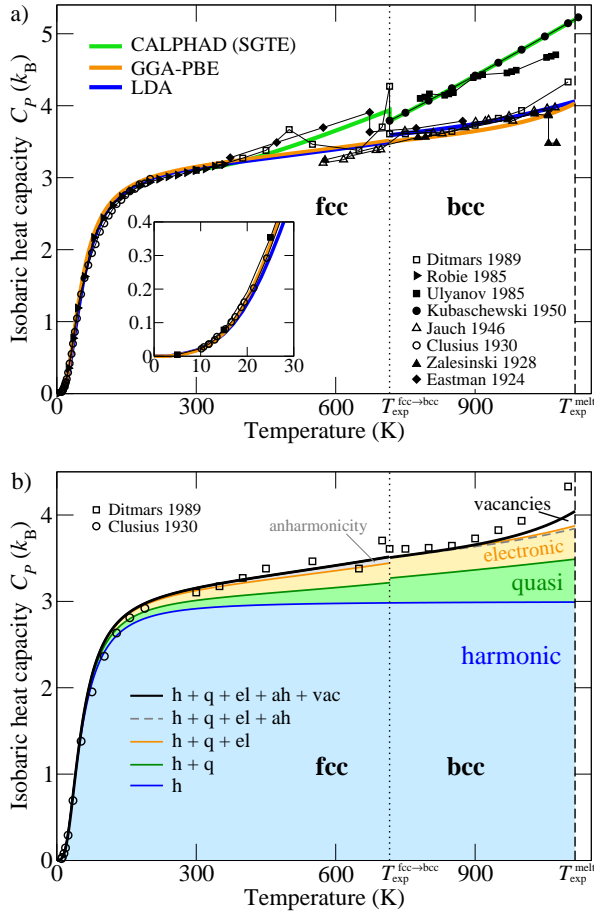 a)
Isobaric heat capacity C_P (k_B)
5
4
3
2
1
0
CALPHAD (SGTE)
GGA-PBE
LDA
fcc
bcc
0.4
0.3
0.2
0.1
0
0
10
20
30
Ditmars 1989
Robie 1985
Ulyanov 1985
Kubaschewski 1950
Jauch 1946
Clusius 1930
Zalesinski 1928
Eastman 1924
0
300
600
T_exp^fcc→bcc
900
T_exp^melt
Temperature (K)
b)
Isobaric heat capacity C_P (k_B)
4
3
2
1
0
Ditmars 1989
Clusius 1930
anharmonicity
vacancies
electronic
quasi
harmonic
h + q + el + ah + vac
h + q + el + ah
h + q + el
h + q
h
fcc
bcc
0
300
600
T_exp^fcc→bcc
900
T_exp^melt
Temperature (K)